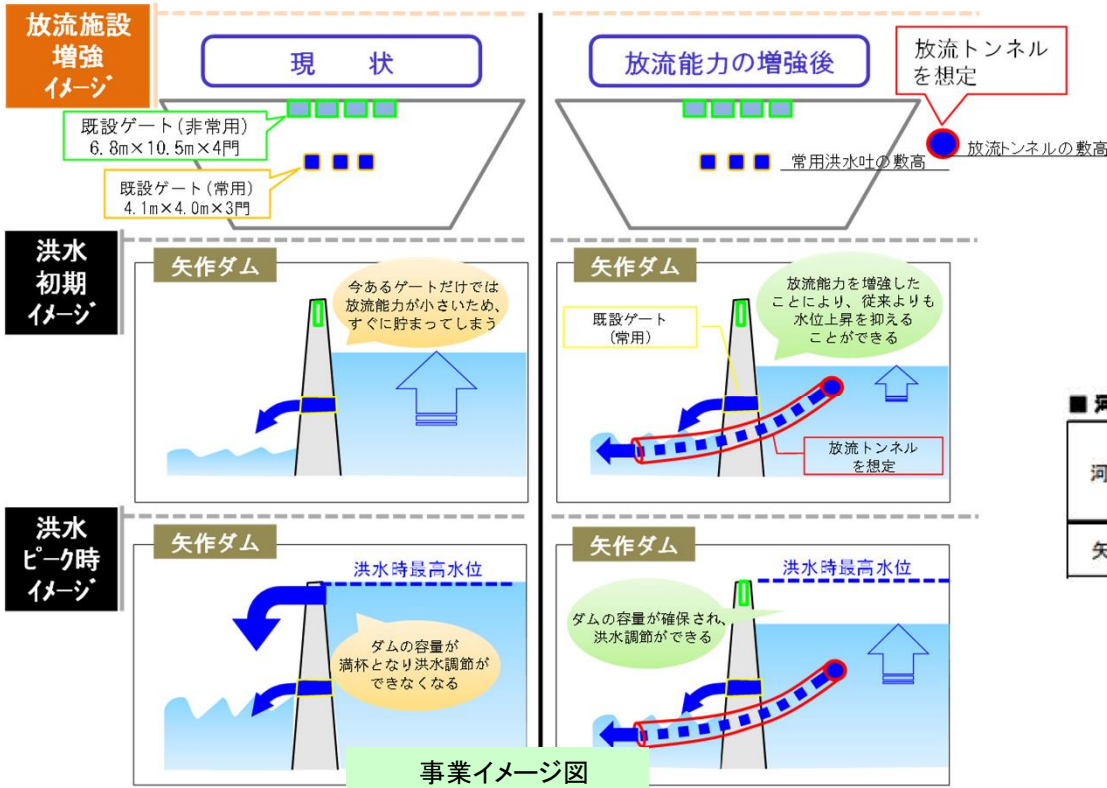 放流施設
増強
イメージ
現　状
放流能力の増強後
放流トンネル
を想定
既設ゲート(非常用)
6.8m×10.5m×4門
既設ゲート(常用)
4.1m×4.0m×3門
常用洪水吐の敷高
放流トンネルの敷高
洪水
初期
イメージ
矢作ダム
今あるゲートだけでは
放流能力が小さいため、
すぐに貯まってしまう
矢作ダム
既設ゲート
(常用)
放流能力を増強した
ことにより、従来よりも
水位上昇を抑える
ことができる
放流トンネル
を想定
■ 河
河
矢
洪水
ピーク時
イメージ
矢作ダム
洪水時最高水位
ダムの容量が
満杯となり洪水調節が
できなくなる
矢作ダム
洪水時最高水位
ダムの容量が確保され、
洪水調節ができる
事業イメージ図